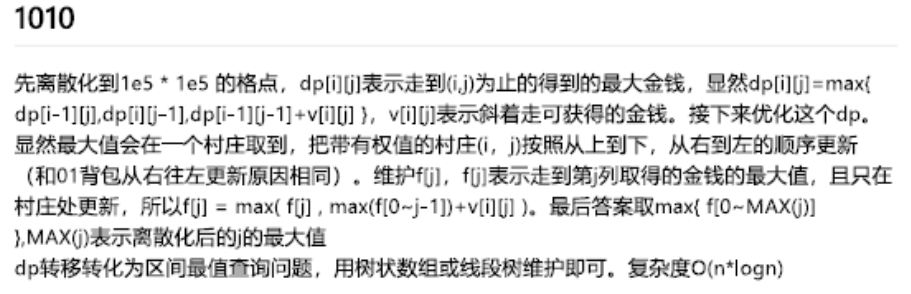 1010
先离散化到1e5 * 1e5 的格点，dp[i][j]表示走到(i,j)为止的得到的最大金钱，显然dp[i][j]=max{
dp[i-1][j],dp[i][j-1],dp[i-1][j-1]+v[i][j] }，v[i][j]表示斜着走可获得的金钱。接下来优化这个dp。
显然最大值会在一个村庄取到，把带有权值的村庄(i，j)按照从上到下，从右到左的顺序更新
（和01背包从右往左更新原因相同）。维护f[j]，f[j]表示走到第j列取得的金钱的最大值，且只在
村庄处更新，所以f[j] = max( f[j] , max(f[0~j-1])+v[i][j] )。最后答案取max{ f[0~MAX(j)]
},MAX(j)表示离散化后的j的最大值
dp转移转化为区间最值查询问题，用树状数组或线段树维护即可。复杂度O(n*logn)